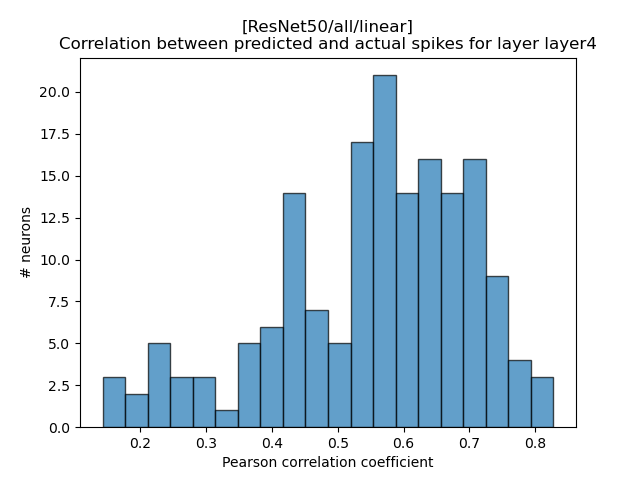 [ResNet50/all/linear]
Correlation between predicted and actual spikes for layer layer4
20.0
17.5
15.0
12.5
10.0
7.5
5.0
2.5
0.0
# neurons
0.2 0.3 0.4 0.5 0.6 0.7 0.8
Pearson correlation coefficient